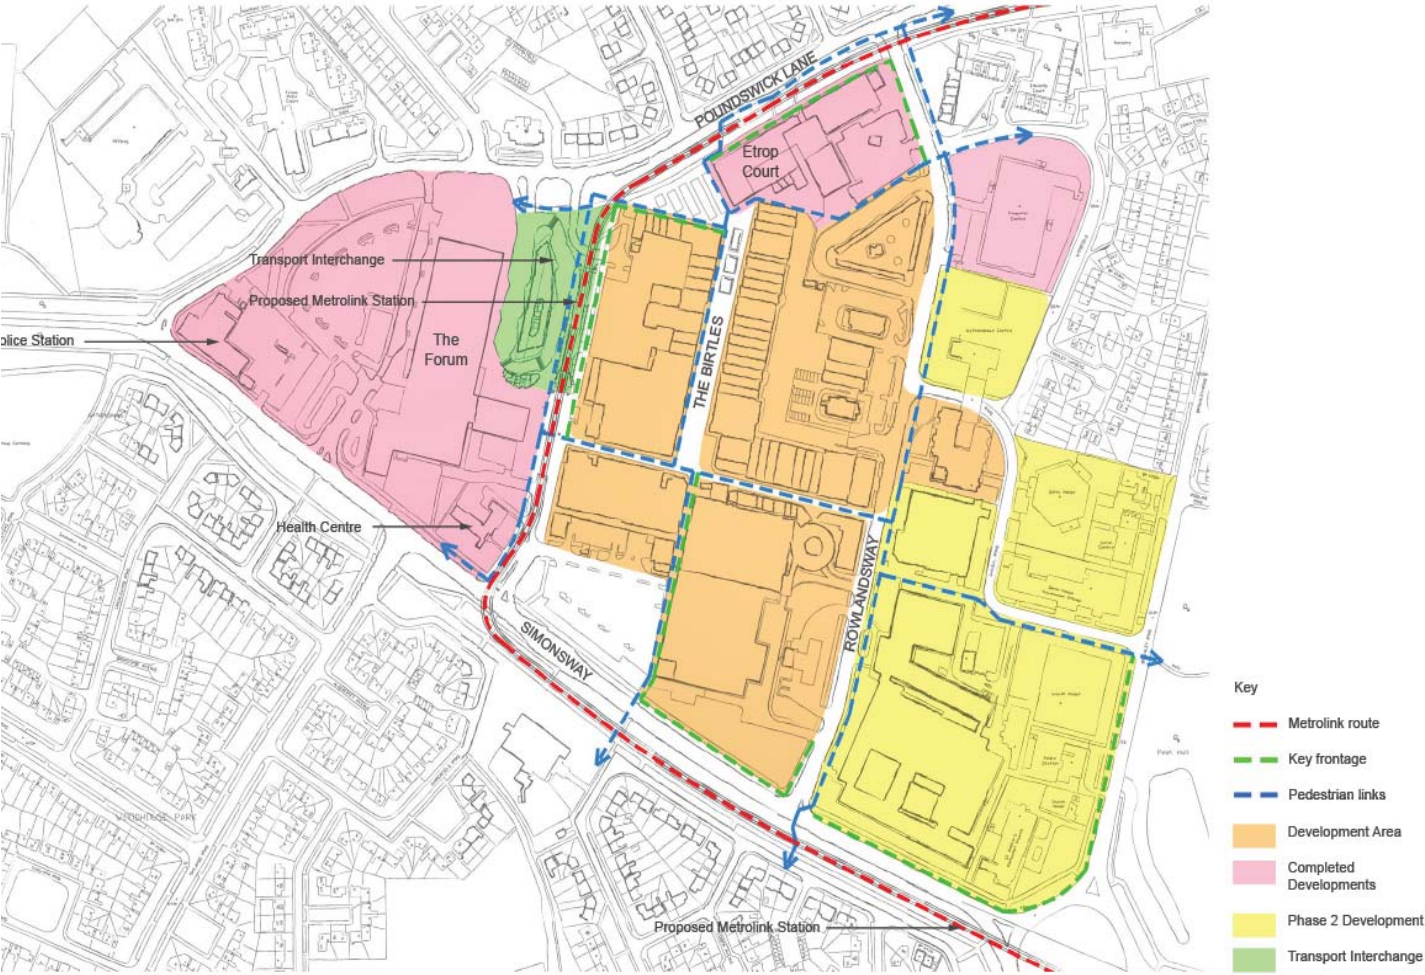 POUNDSWICK LANE
Etrop
Court
Transport Interchange
Proposed Metrolink Station
The
Forum
olice Station
THE BIRTLES
Health Centre
ROWLANDSWAY
SIMONSWAY
WOODHOUSE PARK
Proposed Metrolink Station
Key
Metrolink route
Key frontage
Pedestrian links
Development Area
Completed
Developments
Phase 2 Development
Transport Interchange